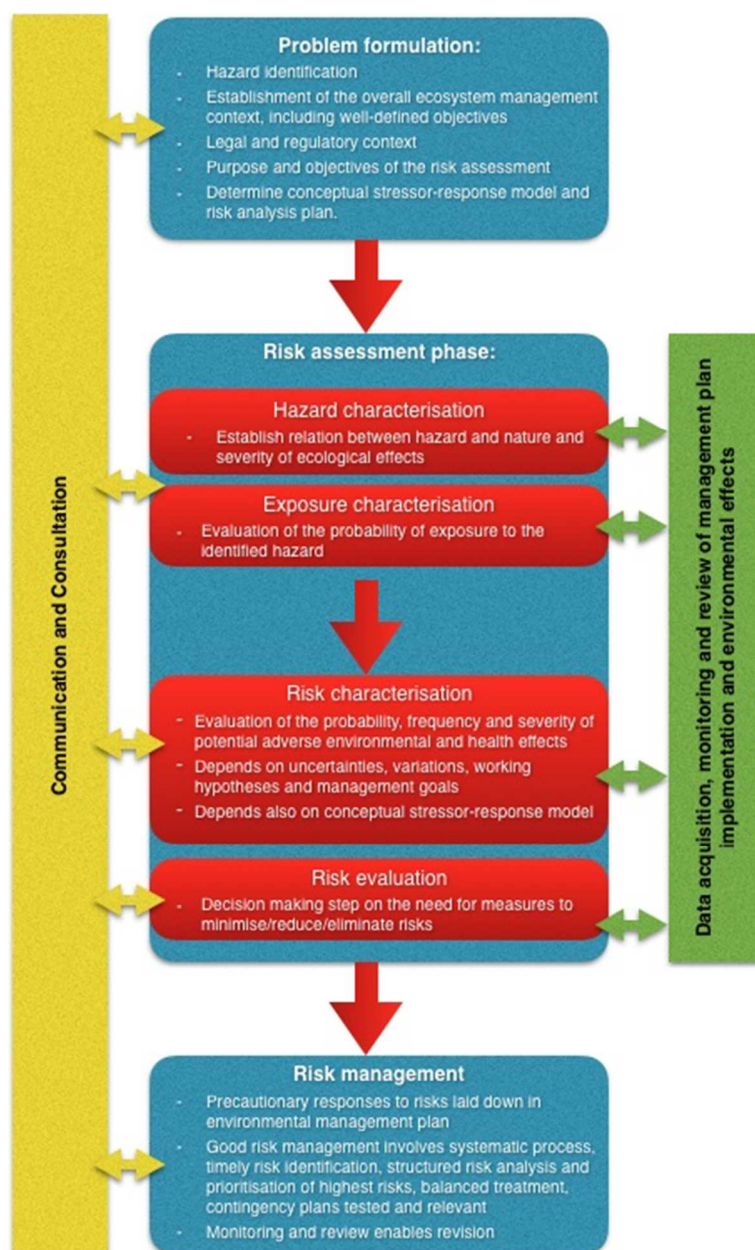 Problem formulation:
- Hazard identification
- Establishment of the overall ecosystem management
context, including well-defined objectives
- Legal and regulatory context
- Purpose and objectives of the risk assessment
- Determine conceptual stressor-response model and
risk analysis plan.
Risk assessment phase:
Hazard characterisation
- Establish relation between hazard and nature and
severity of ecological effects
Exposure characterisation
- Evaluation of the probability of exposure to the
identified hazard
Risk characterisation
- Evaluation of the probability, frequency and severity of
potential adverse environmental and health effects
- Depends on uncertainties, variations, working
hypotheses and management goals
- Depends also on conceptual stressor-response model
Risk evaluation
- Decision making step on the need for measures to
minimise/reduce/eliminate risks
Risk management
- Precautionary responses to risks laid down in
environmental management plan
- Good risk management involves systematic process,
timely risk identification, structured risk analysis and
prioritisation of highest risks, balanced treatment,
contingency plans tested and relevant
- Monitoring and review enables revision
Communication and Consultation
Data acquisition, monitoring and review of management plan
implementation and environmental effects